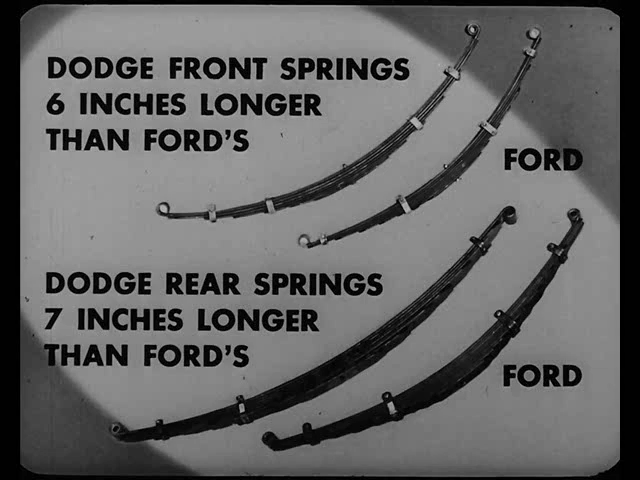 DODGE FRONT SPRINGS
6 INCHES LONGER
THAN FORD'S
FORD
DODGE REAR SPRINGS
7 INCHES LONGER
THAN FORD'S
FORD